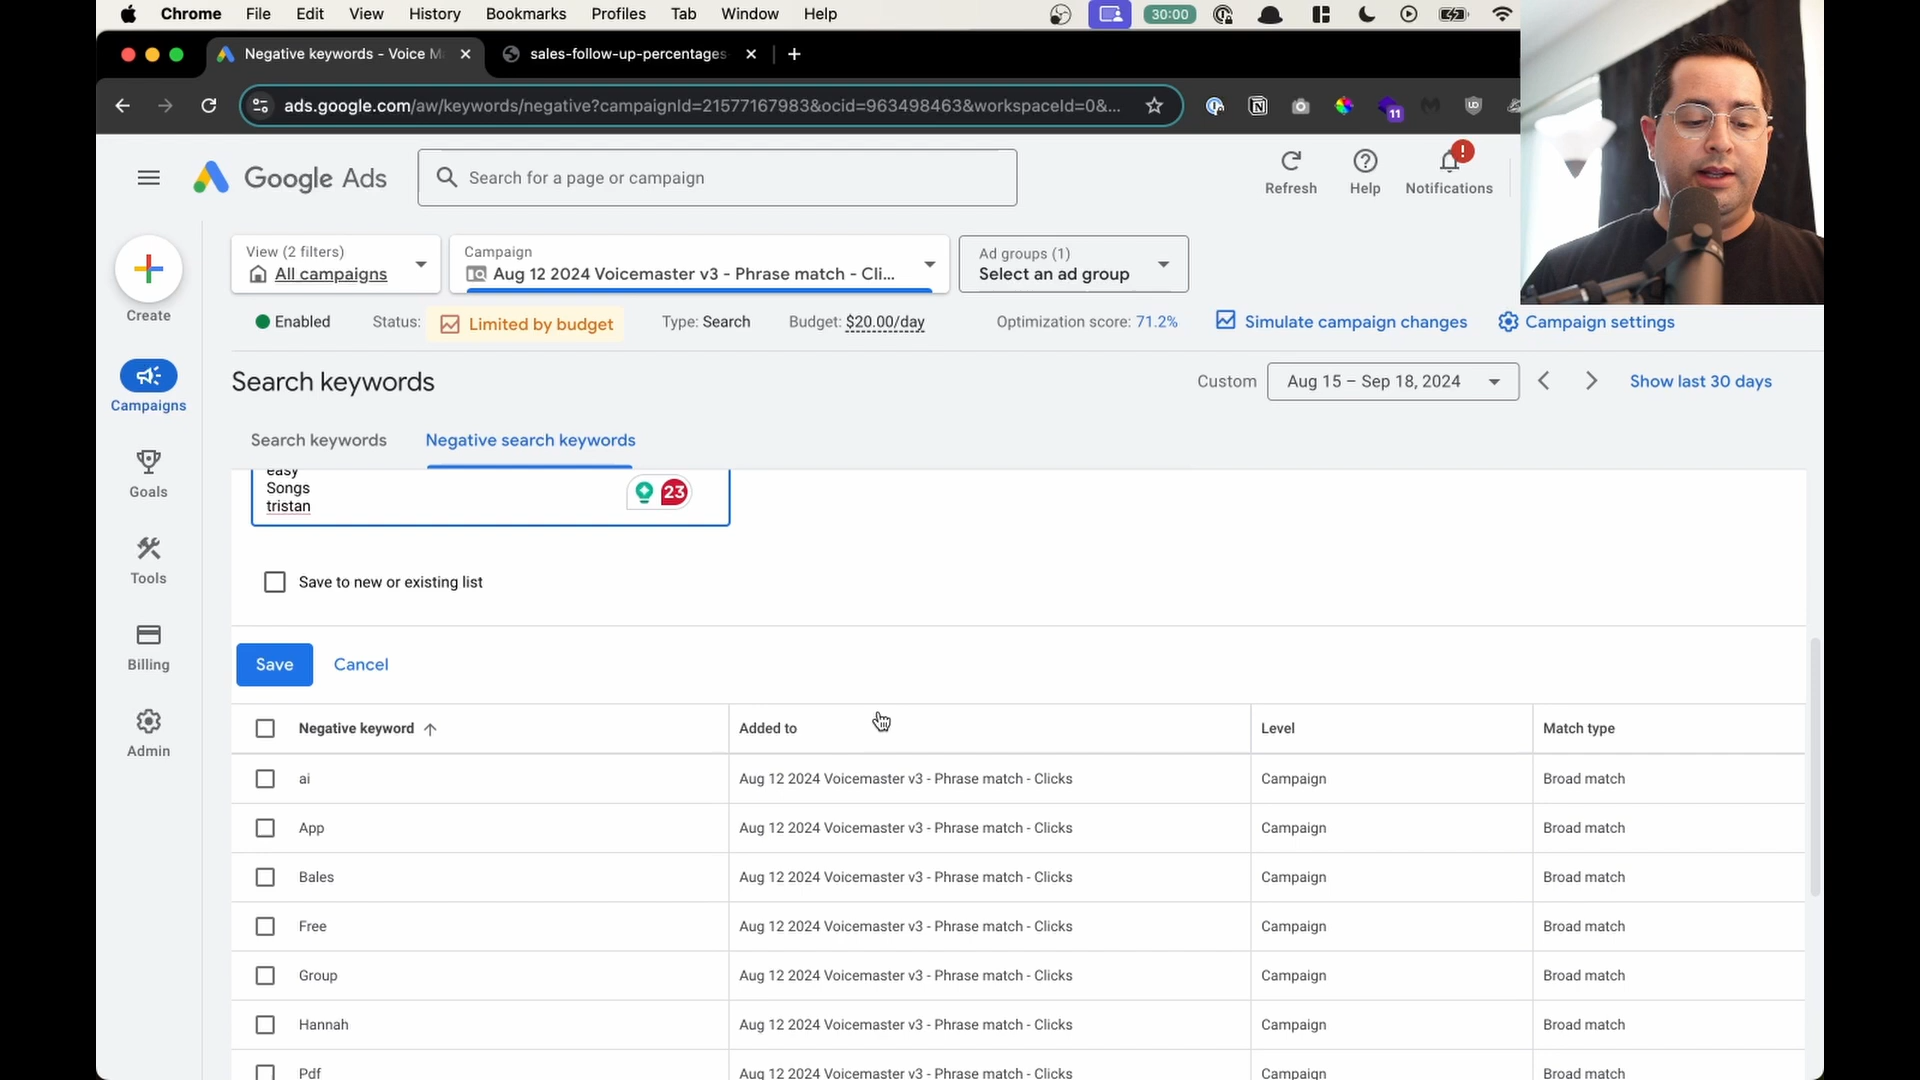 Chrome File Edit View History Bookmarks Profiles Tab Window Help 30:00
Negative keywords - Voice M
sales-follow-up-percentages
ads.google.com/aw/keywords/negative?campaignId=21577167983&ocid=963498463&workspaceId=0&...
11
Google Ads
Search for a page or campaign
Refresh
Help
Notifications
View (2 filters)
All campaigns
Campaign
Aug 12 2024 Voicemaster v3 - Phrase match - Cli...
Ad groups (1)
Select an ad group
Create
Enabled Status: Limited by budget Type: Search Budget: $20.00/day Optimization score: 71.2% Simulate campaign changes Campaign settings
Campaigns
Search keywords
Custom Aug 15 – Sep 18, 2024 Show last 30 days
Search keywords Negative search keywords
Goals
easy
Songs
tristan
23
Tools
Save to new or existing list
Billing
Save Cancel
Admin
Negative keyword Added to Level Match type
ai Aug 12 2024 Voicemaster v3 - Phrase match - Clicks Campaign Broad match
App Aug 12 2024 Voicemaster v3 - Phrase match - Clicks Campaign Broad match
Bales Aug 12 2024 Voicemaster v3 - Phrase match - Clicks Campaign Broad match
Free Aug 12 2024 Voicemaster v3 - Phrase match - Clicks Campaign Broad match
Group Aug 12 2024 Voicemaster v3 - Phrase match - Clicks Campaign Broad match
Hannah Aug 12 2024 Voicemaster v3 - Phrase match - Clicks Campaign Broad match
Pdf Aug 12 2024 Voicemaster v3 - Phrase match - Clicks Campaign Broad match